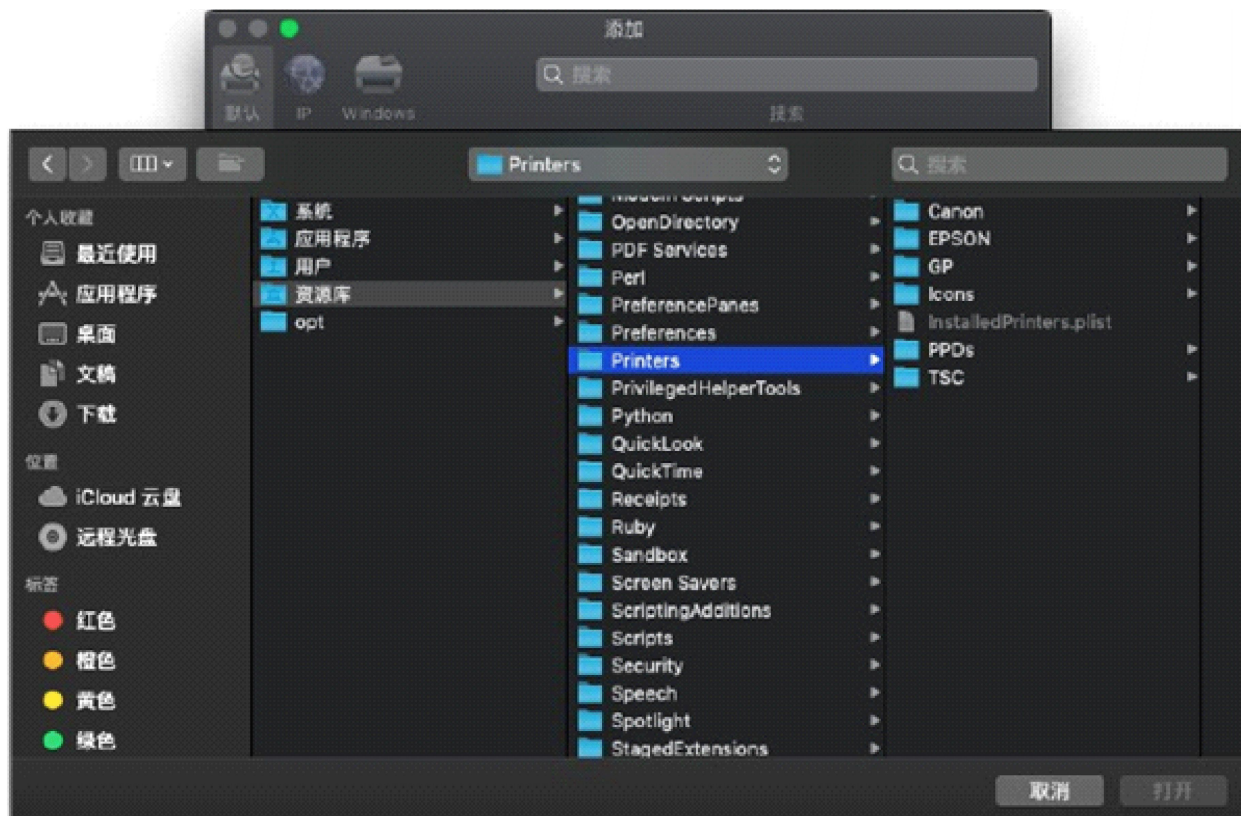 添加
搜索
默认
IP
Windows
搜索
Printers
搜索
个人收藏
最近使用
应用程序
桌面
文稿
下载
位置
iCloud 云盘
远程光盘
标签
红色
橙色
黄色
绿色
系统
应用程序
用户
资源库
opt
Modem Scripts
OpenDirectory
PDF Services
Perl
PreferencePanes
Preferences
Printers
PrivilegedHelperTools
Python
QuickLook
QuickTime
Receipts
Ruby
Sandbox
Screen Savers
ScriptingAdditions
Scripts
Security
Speech
Spotlight
StagedExtensions
Canon
EPSON
GP
Icons
InstalledPrinters.plist
PPDs
TSC
取消
打开